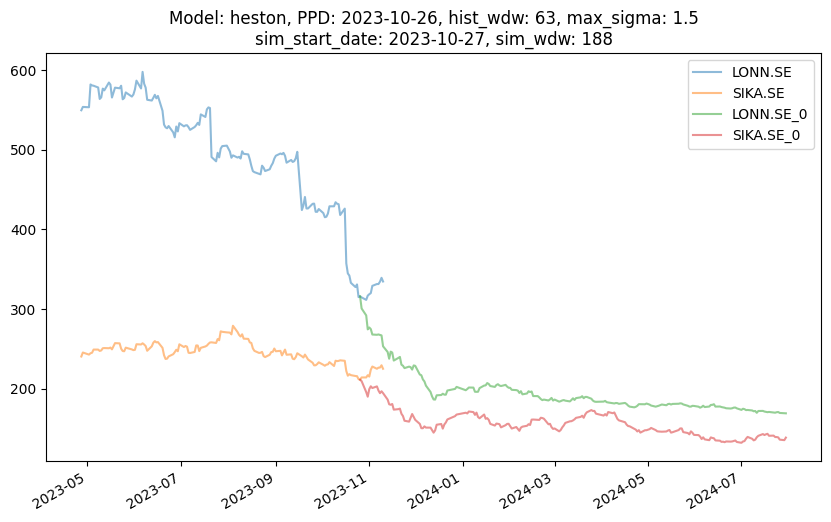 Model: heston, PPD: 2023-10-26, hist_wdw: 63, max_sigma: 1.5
sim_start_date: 2023-10-27, sim_wdw: 188
LONN.SE
SIKA.SE
LONN.SE_0
SIKA.SE_0
600
500
400
300
200
2023-05
2023-07
2023-09
2023-11
2024-01
2024-03
2024-05
2024-07